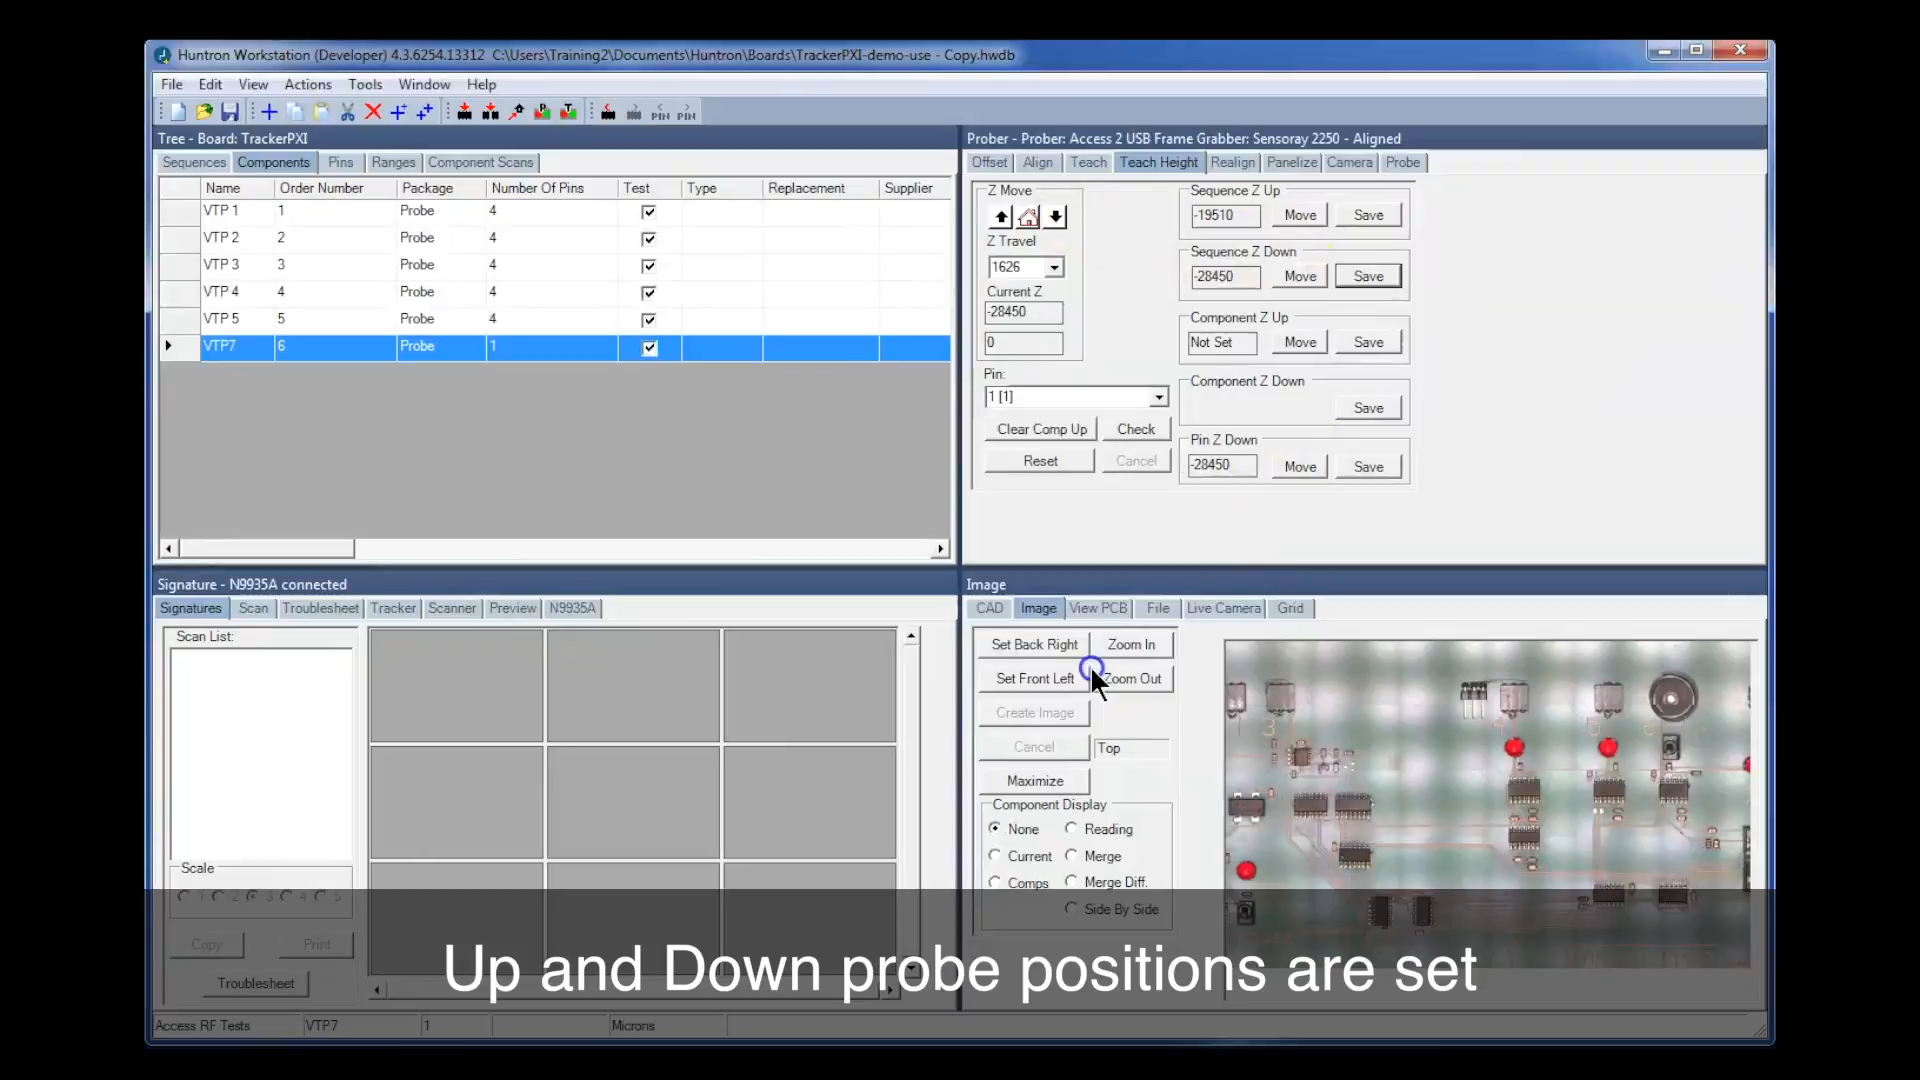 Huntron Workstation (Developer) 4.3.6254.13312 C:\Users\Training2\Documents\Huntron\Boards\TrackerPXI-demo-use - Copy.hwdb
File Edit View Actions Tools Window Help
PIN PIN
Tree - Board: TrackerPXI
Sequences Components Pins Ranges Component Scans
Name Order Number Package Number Of Pins Test Type Replacement Supplier
VTP 1 1 Probe 4
VTP 2 2 Probe 4
VTP 3 3 Probe 4
VTP 4 4 Probe 4
VTP 5 5 Probe 4
VTP7 6 Probe 1
Prober - Prober: Access 2 USB Frame Grabber: Sensoray 2250 - Aligned
Offset Align Teach Teach Height Realign Panelize Camera Probe
Z Move
Z Travel
1626
Current Z
-28450
0
Pin:
1 [1]
Clear Comp Up Check
Reset Cancel
Sequence Z Up
-19510 Move Save
Sequence Z Down
-28450 Move Save
Component Z Up
Not Set Move Save
Component Z Down
Save
Pin Z Down
-28450 Move Save
Signature - N9935A connected
Signatures Scan Troublesheet Tracker Scanner Preview N9935A
Scan List:
Scale
1 2 3 4 5
Copy Print
Troublesheet
Image
CAD Image View PCB File Live Camera Grid
Set Back Right Zoom In
Set Front Left Zoom Out
Create Image
Cancel Top
Maximize
Component Display
None Reading
Current Merge
Comps Merge Diff.
Side By Side
Up and Down probe positions are set
Access RF Tests VTP7 1 Microns